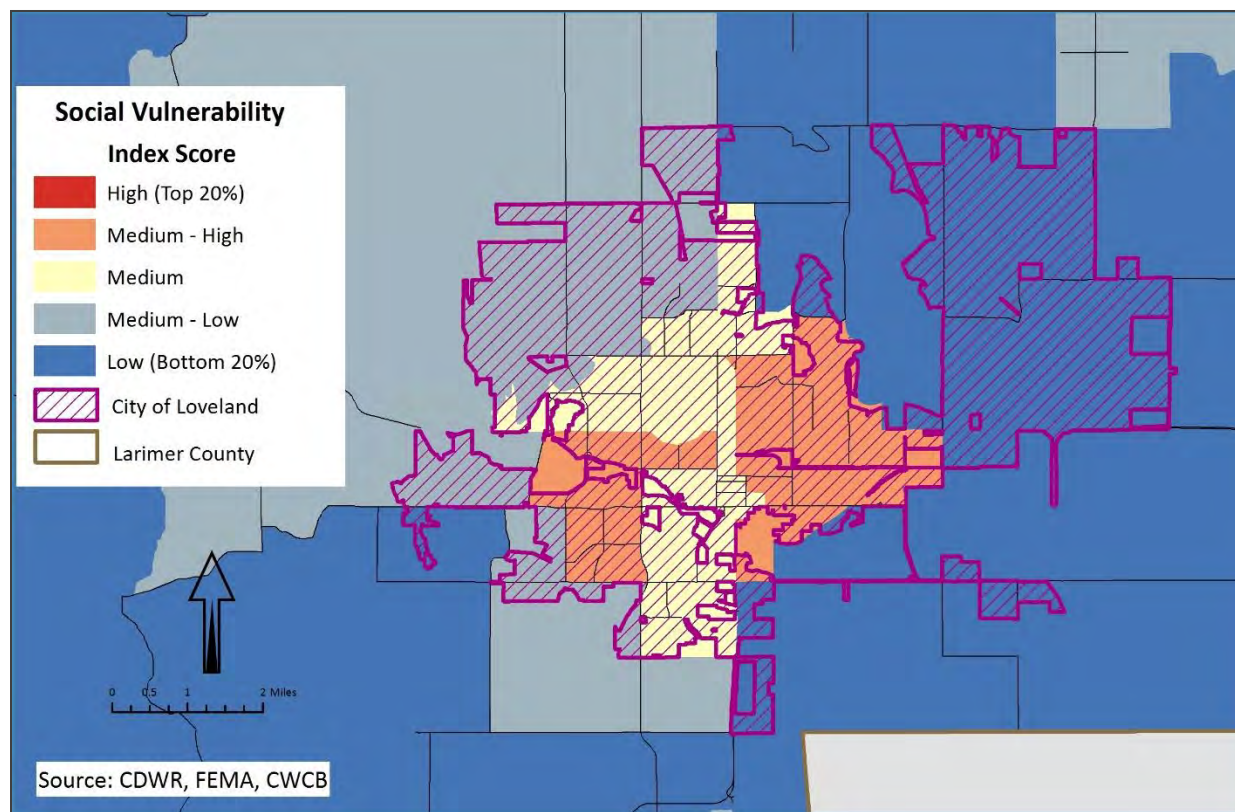 Social Vulnerability
Index Score
High (Top 20%)
Medium - High
Medium
Medium - Low
Low (Bottom 20%)
City of Loveland
Larimer County
0 0.5 1 2 Miles
Source: CDWR, FEMA, CWCB